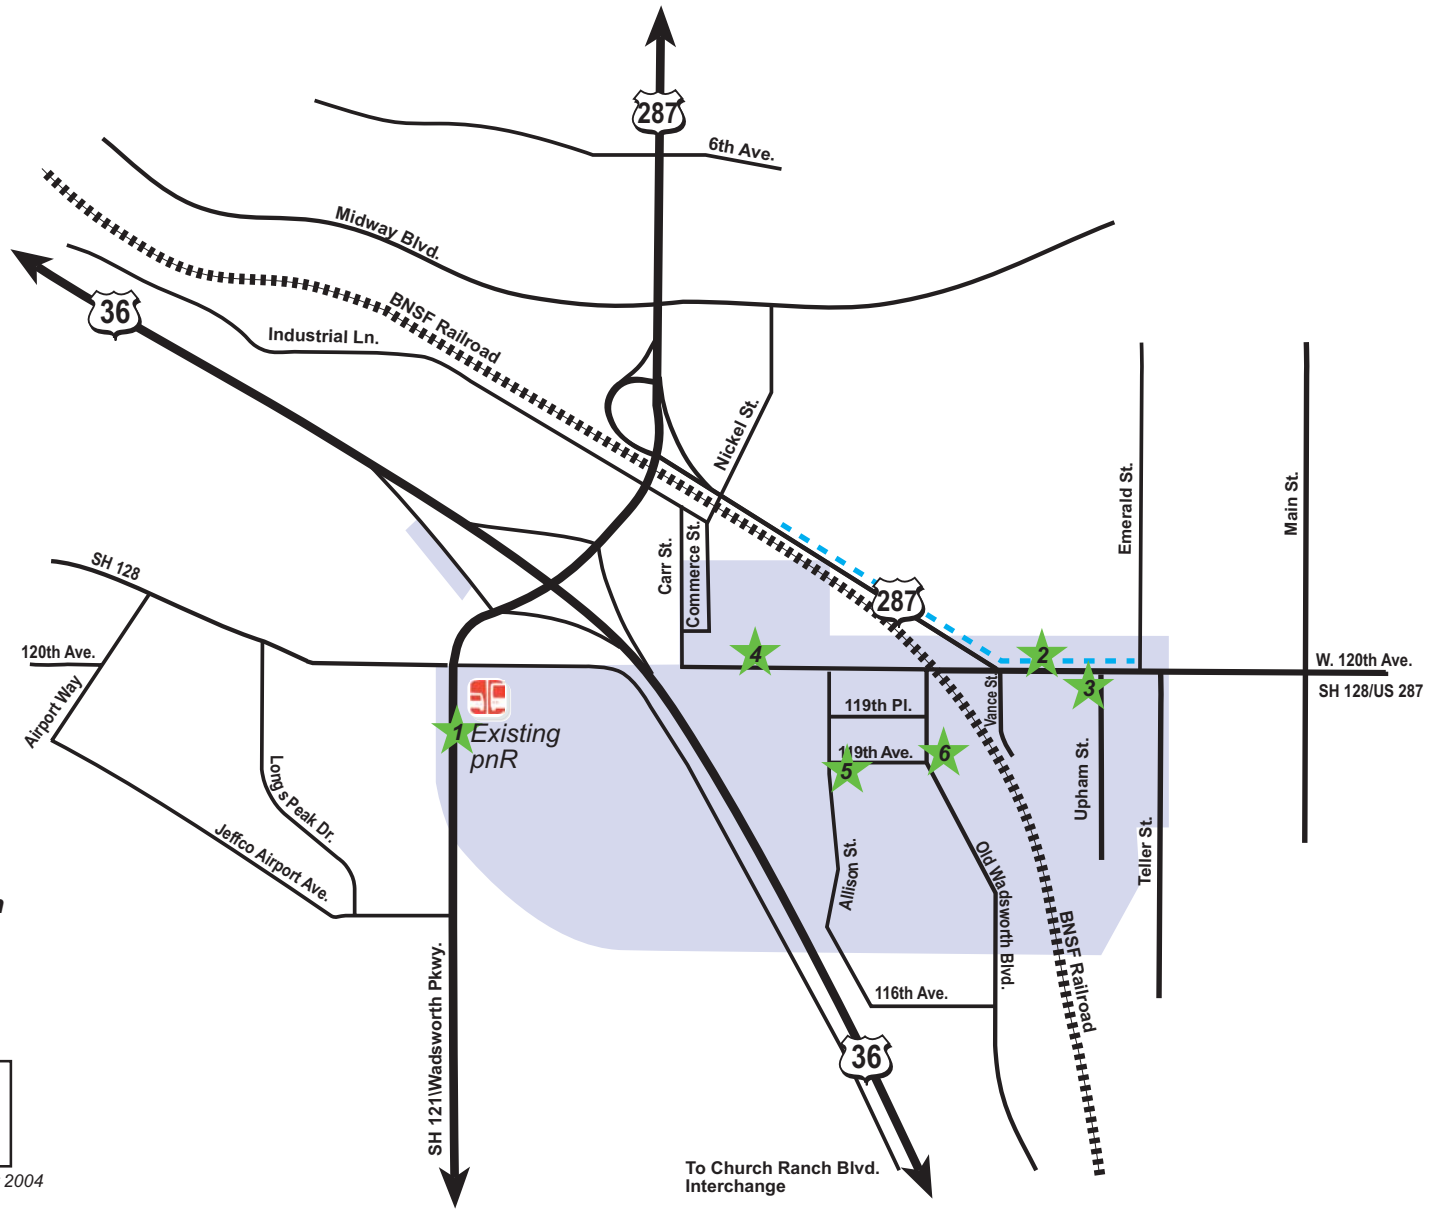 287
6th Ave.
Midway Blvd.
BNSF Railroad
36
Industrial Ln.
Nickel St.
Emerald St.
Main St.
Carr St.
Commerce St.
SH 128
287
120th Ave.
Airport Way
4
2
W. 120th Ave.
3
SH 128/US 287
Vance St.
119th Pl.
1
Existing
pnR
119th Ave.
6
5
Long s Peak Dr.
Upham St.
Jeffco Airport Ave.
Allison St.
Old Wadsworth Blvd.
Teller St.
BNSF Railroad
SH 121\Wadsworth Pkwy.
116th Ave.
36
To Church Ranch Blvd.
Interchange
2004